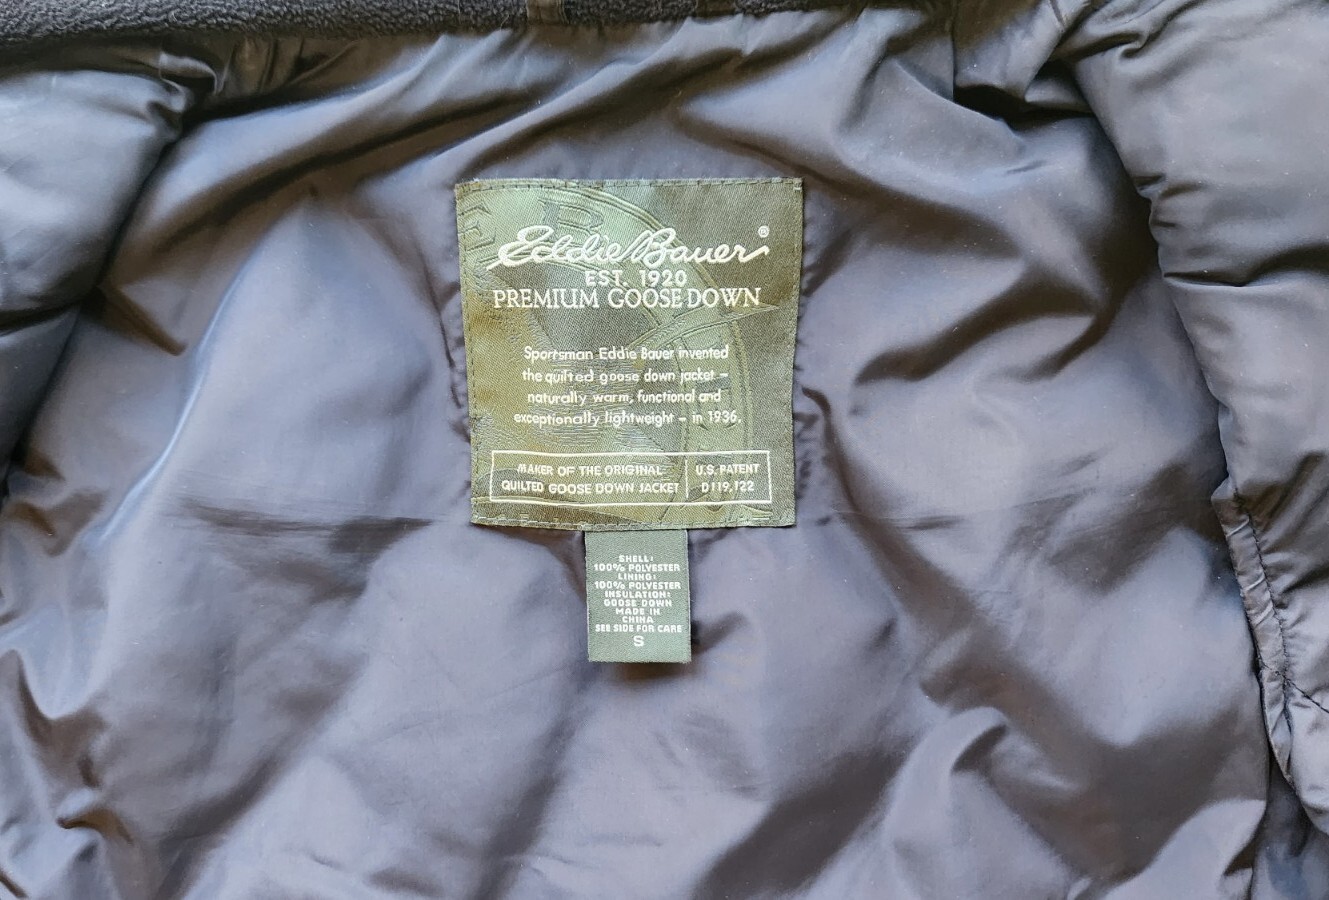 Eddie Bauer®
EST. 1920
PREMIUM GOOSE DOWN
Sportsman Eddie Bauer invented
the quilted goose down jacket –
naturally warm, functional and
exceptionally lightweight – in 1936.
MAKER OF THE ORIGINAL
QUILTED GOOSE DOWN JACKET
U.S. PATENT
D119,122
SHELL:
100% POLYESTER
LINING:
100% POLYESTER
INSULATION:
GOOSE DOWN
MADE IN
CHINA
SEE SIDE FOR CARE
S